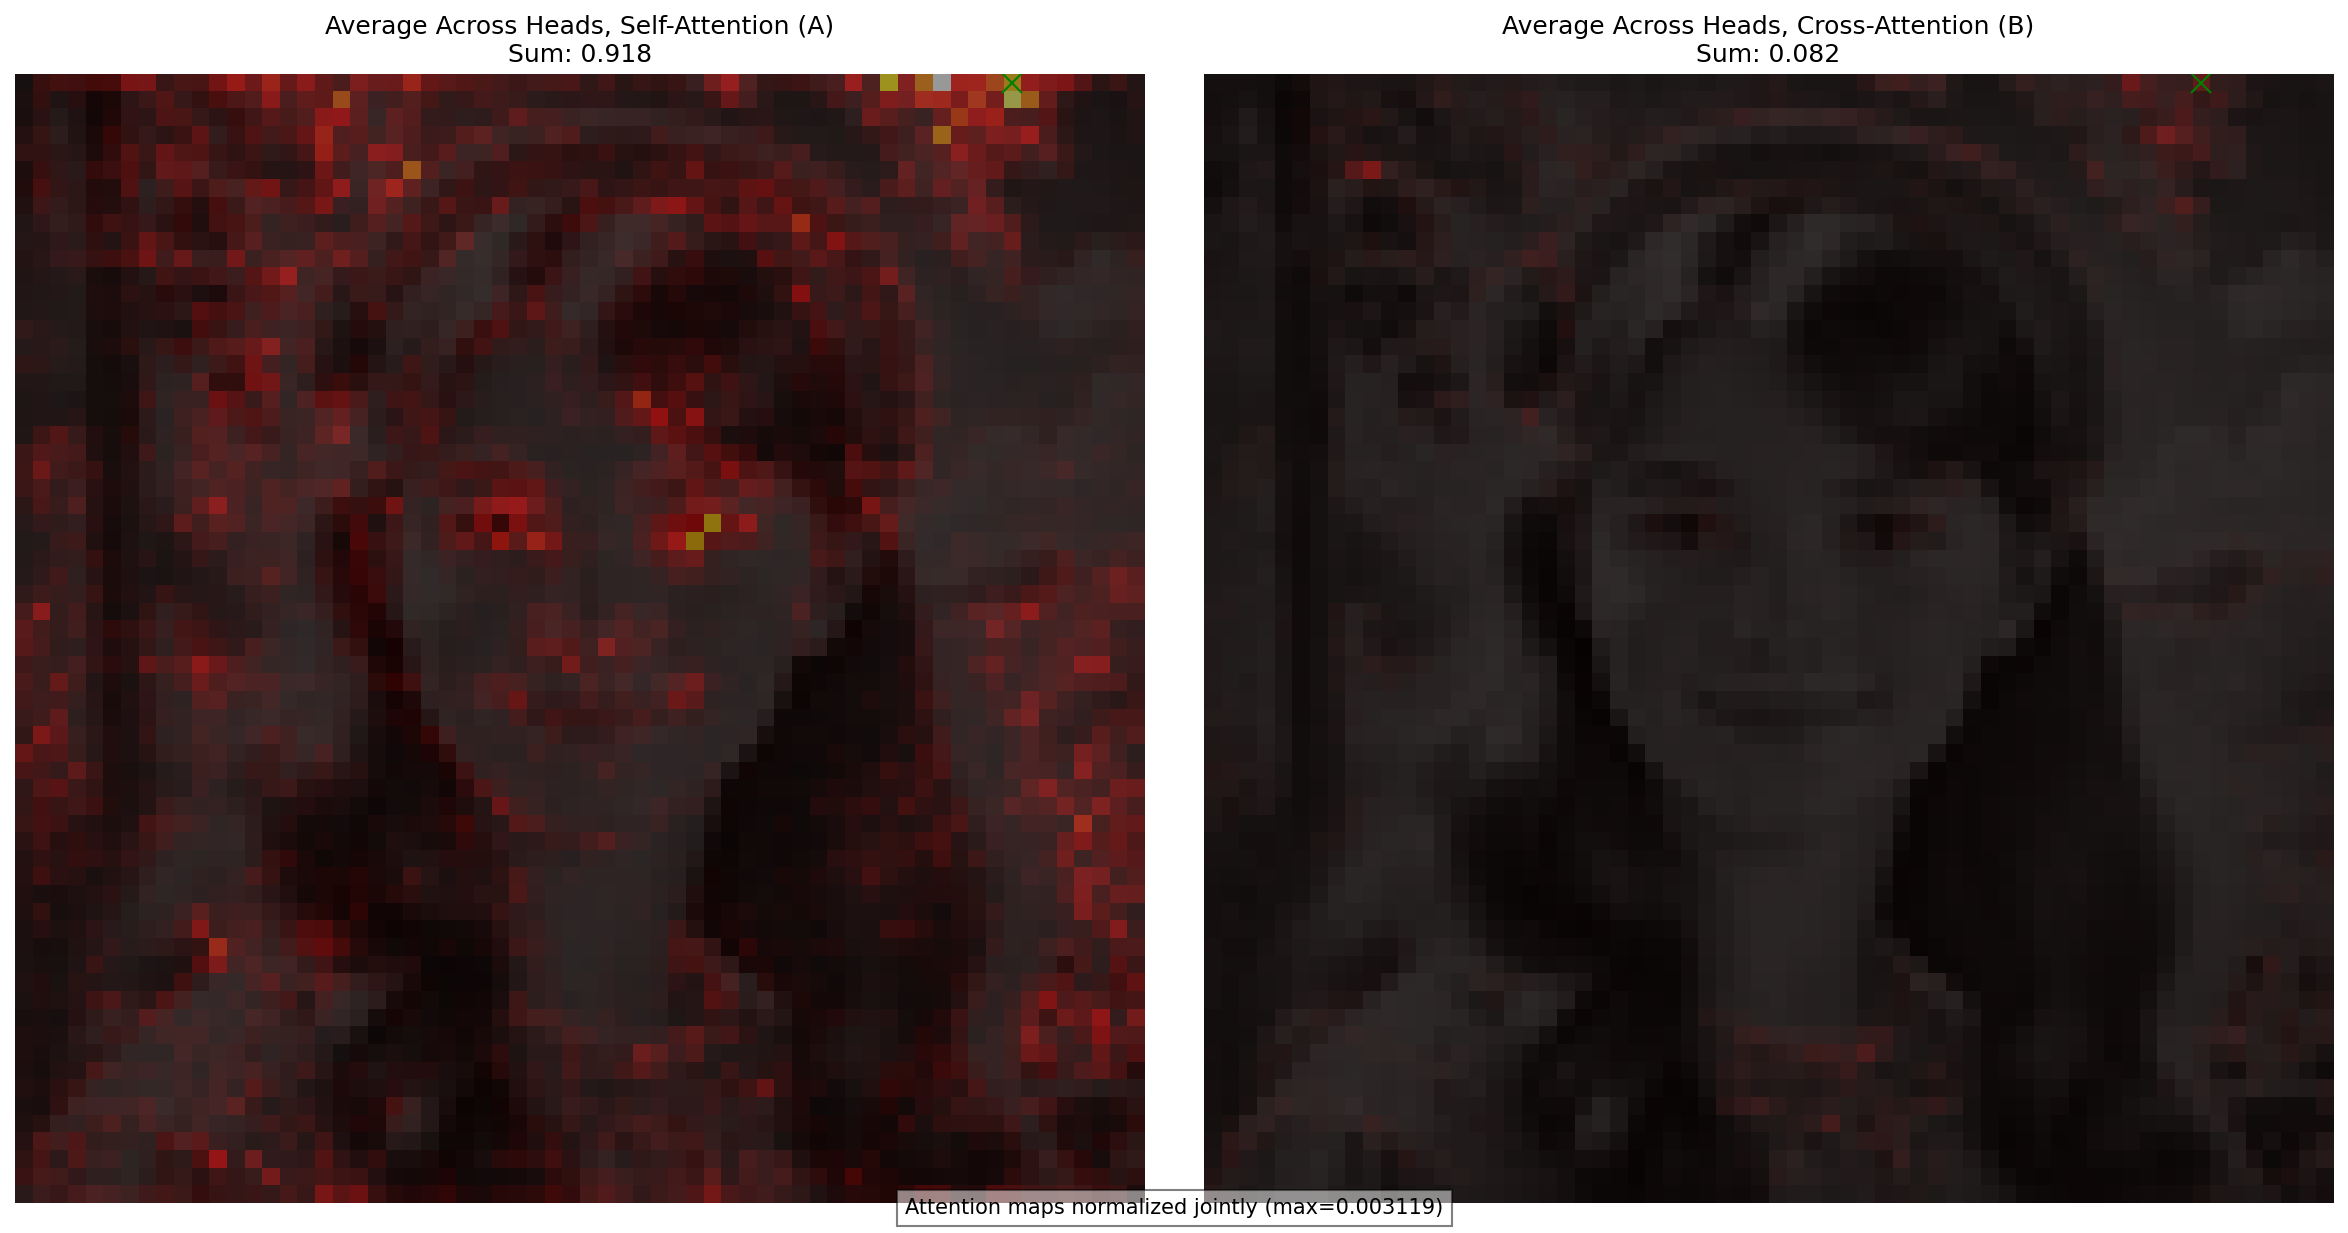 Average Across Heads, Self-Attention (A)
Sum: 0.918
Average Across Heads, Cross-Attention (B)
Sum: 0.082
Attention maps normalized jointly (max=0.003119)